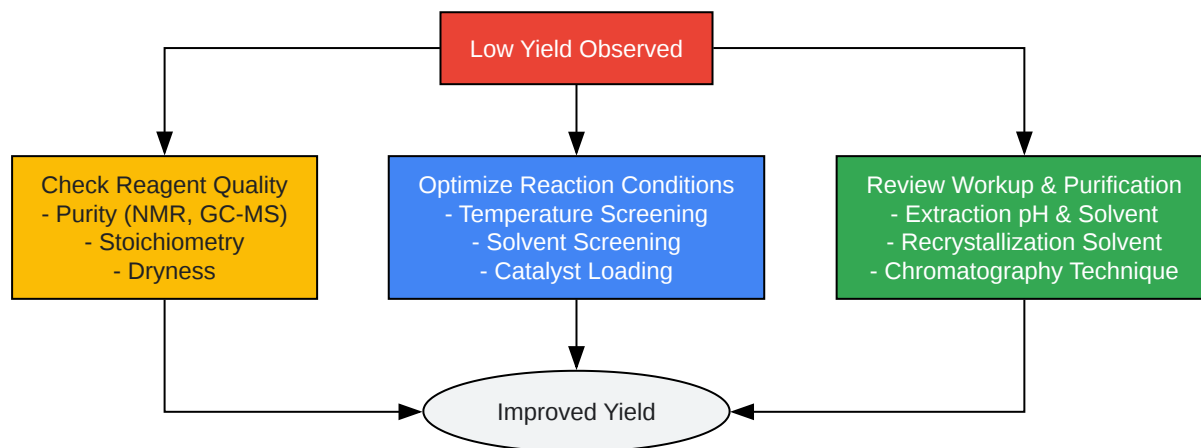 Low Yield Observed
Check Reagent Quality
- Purity (NMR, GC-MS)
- Stoichiometry
- Dryness
Optimize Reaction Conditions
- Temperature Screening
- Solvent Screening
- Catalyst Loading
Review Workup & Purification
- Extraction pH & Solvent
- Recrystallization Solvent
- Chromatography Technique
Improved Yield